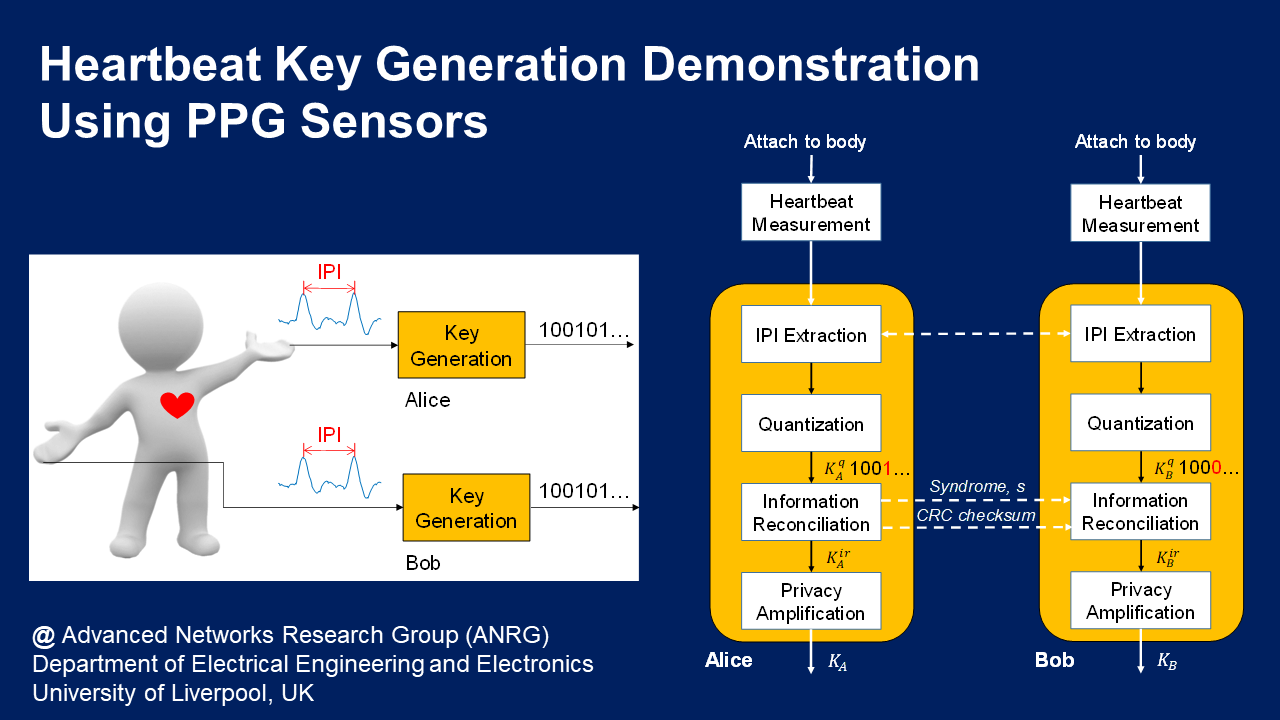 Heartbeat Key Generation Demonstration
Using PPG Sensors
IPI
Key
Generation
100101...
Alice
IPI
Key
Generation
100101...
Bob
@ Advanced Networks Research Group (ANRG)
Department of Electrical Engineering and Electronics
University of Liverpool, UK
Attach to body
Heartbeat
Measurement
IPI Extraction
Quantization
K_A^q 1001...
Information
Reconciliation
K_A^ir
Privacy
Amplification
Alice
K_A
Syndrome, s
CRC checksum
Attach to body
Heartbeat
Measurement
IPI Extraction
Quantization
K_B^q 1000...
Information
Reconciliation
K_B^ir
Privacy
Amplification
Bob
K_B